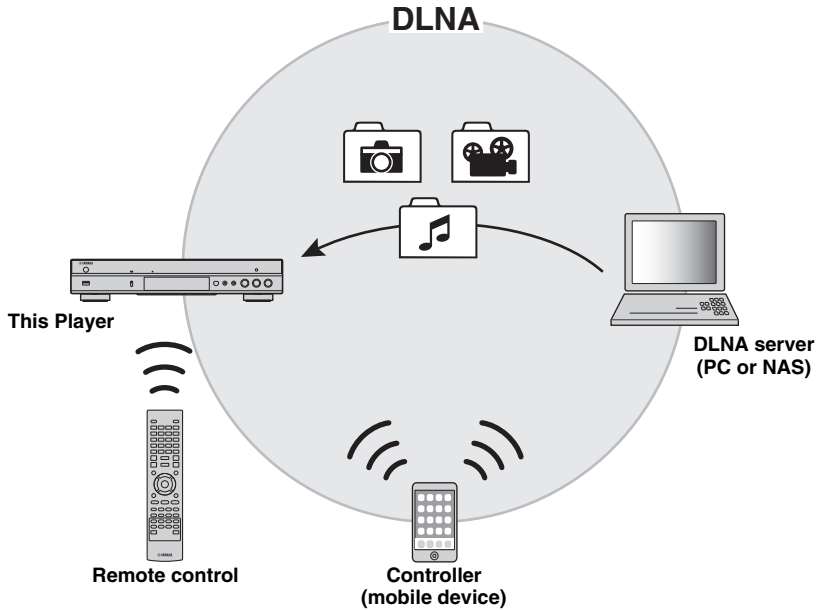 DLNA
This Player
DLNA server
(PC or NAS)
Remote control
Controller
(mobile device)